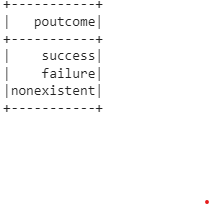 +-----------+
|   poutcome|
+-----------+
|    success|
|    failure|
|nonexistent|
+-----------+